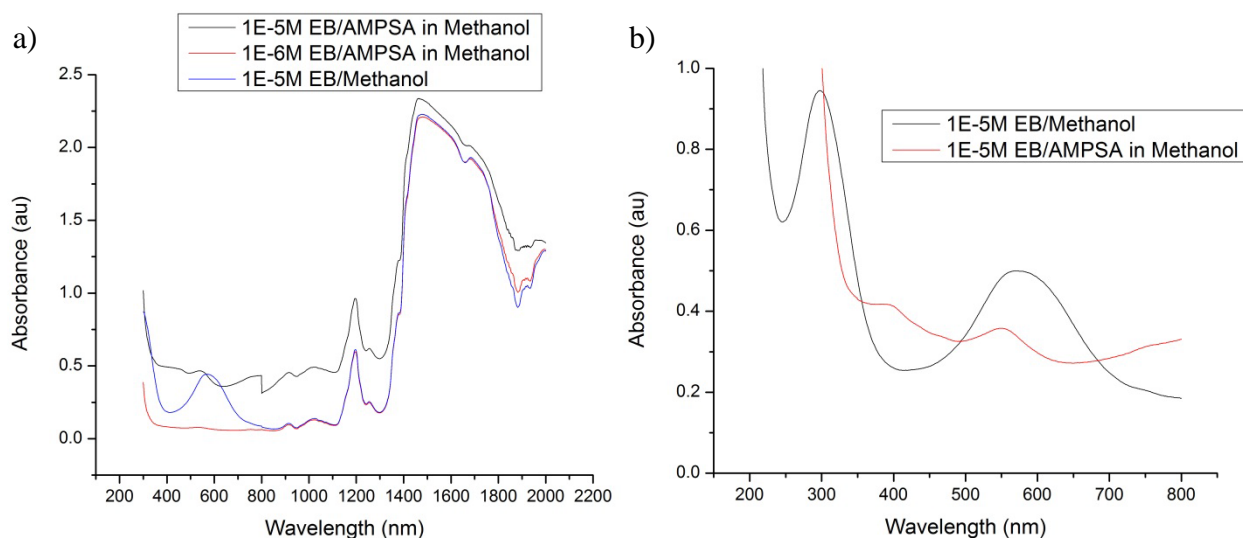 a)
1E-5M EB/AMPSA in Methanol
1E-6M EB/AMPSA in Methanol
1E-5M EB/Methanol
2.5
2.0
1.5
1.0
0.5
0.0
Absorbance (au)
200 400 600 800 1000 1200 1400 1600 1800 2000 2200
Wavelength (nm)
b)
1E-5M EB/Methanol
1E-5M EB/AMPSA in Methanol
1.0
0.8
0.6
0.4
0.2
0.0
Absorbance (au)
200 300 400 500 600 700 800
Wavelength (nm)